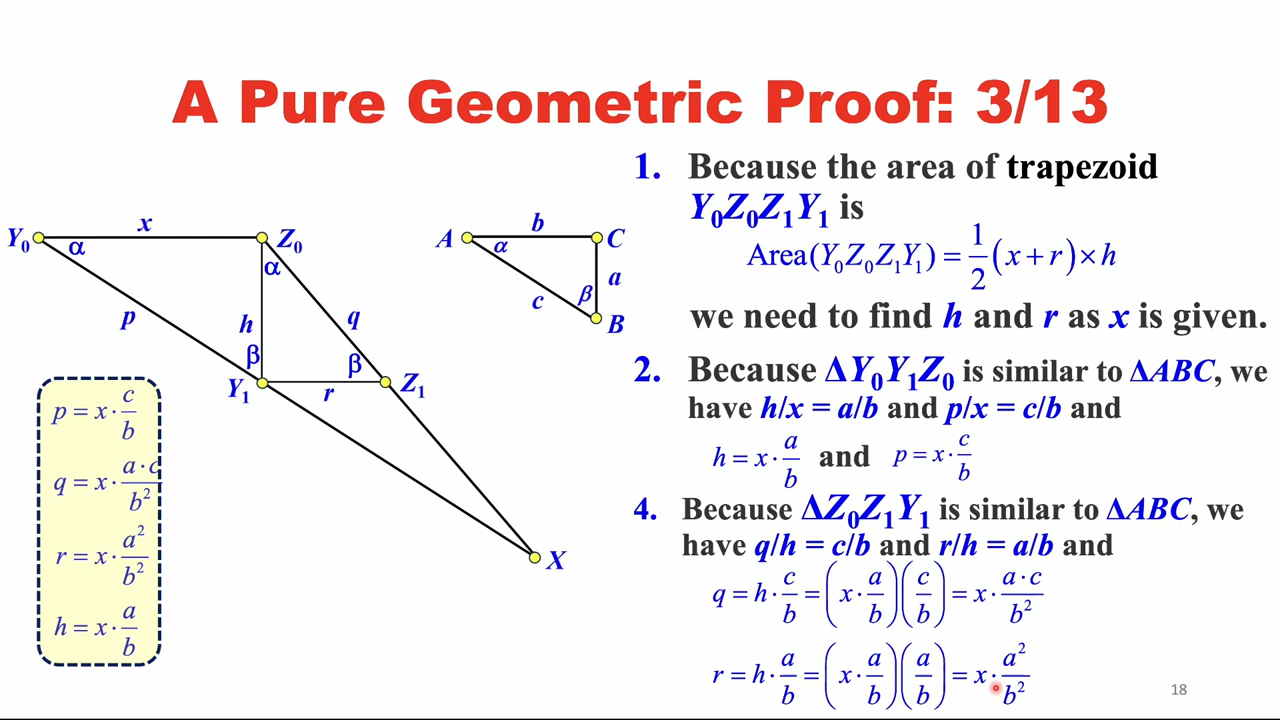 A Pure Geometric Proof: 3/13
1. Because the area of trapezoid
Y₀Z₀Z₁Y₁ is
Area(Y₀Z₀Z₁Y₁) = 1/2 (x + r) × h
we need to find h and r as x is given.
2. Because ΔY₀Y₁Z₀ is similar to ΔABC, we
have h/x = a/b and p/x = c/b and
h = x · a/b and p = x · c/b
4. Because ΔZ₀Z₁Y₁ is similar to ΔABC, we
have q/h = c/b and r/h = a/b and
q = h · c/b = (x · a/b)(c/b) = x · a·c/b²
r = h · a/b = (x · a/b)(a/b) = x · a²/b²
Y₀ α x Z₀
α
p h q
β β
Y₁ r Z₁
X
A α b C
a
c β
B
p = x · c/b
q = x · a·c/b²
r = x · a²/b²
h = x · a/b
18